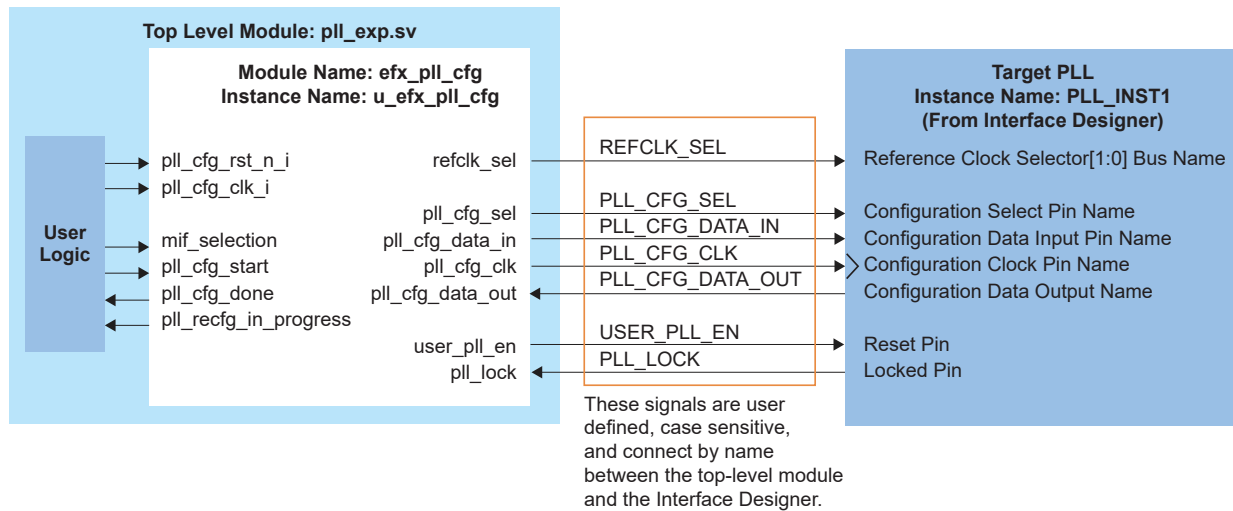 Top Level Module: pll_exp.sv
Module Name: efx_pll_cfg
Instance Name: u_efx_pll_cfg
User
Logic
pll_cfg_rst_n_i
pll_cfg_clk_i
mif_selection
pll_cfg_start
pll_cfg_done
pll_recfg_in_progress
refclk_sel
pll_cfg_sel
pll_cfg_data_in
pll_cfg_clk
pll_cfg_data_out
user_pll_en
pll_lock
REFCLK_SEL
PLL_CFG_SEL
PLL_CFG_DATA_IN
PLL_CFG_CLK
PLL_CFG_DATA_OUT
USER_PLL_EN
PLL_LOCK
These signals are user
defined, case sensitive,
and connect by name
between the top-level module
and the Interface Designer.
Target PLL
Instance Name: PLL_INST1
(From Interface Designer)
Reference Clock Selector[1:0] Bus Name
Configuration Select Pin Name
Configuration Data Input Pin Name
Configuration Clock Pin Name
Configuration Data Output Name
Reset Pin
Locked Pin